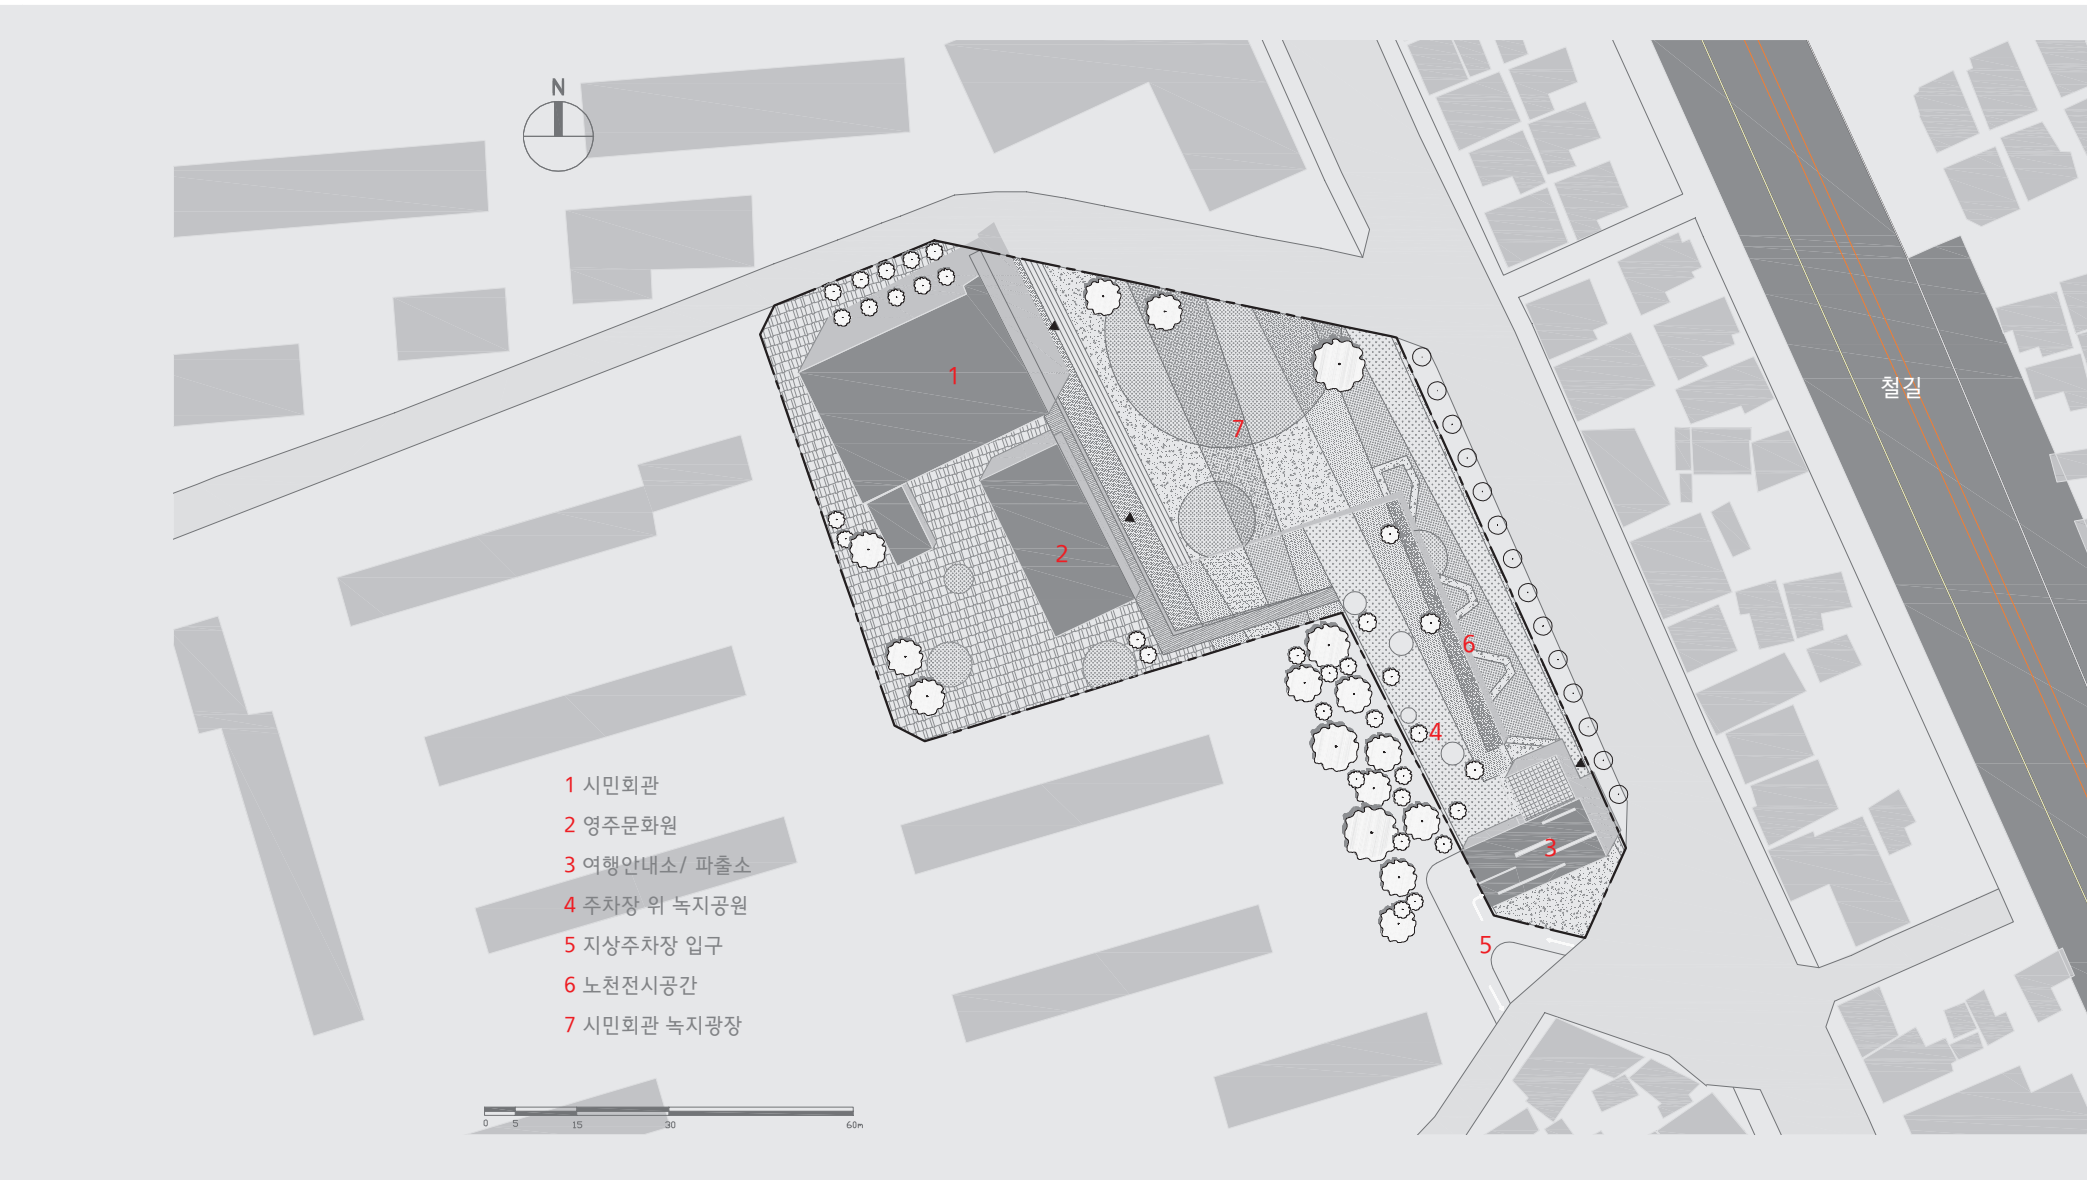 N
철길
1
2
7
6
4
3
5
1 시민회관
2 영주문화원
3 여행안내소/ 파출소
4 주차장 위 녹지공원
5 지상주차장 입구
6 노천전시공간
7 시민회관 녹지광장
0 5 15 30 60m